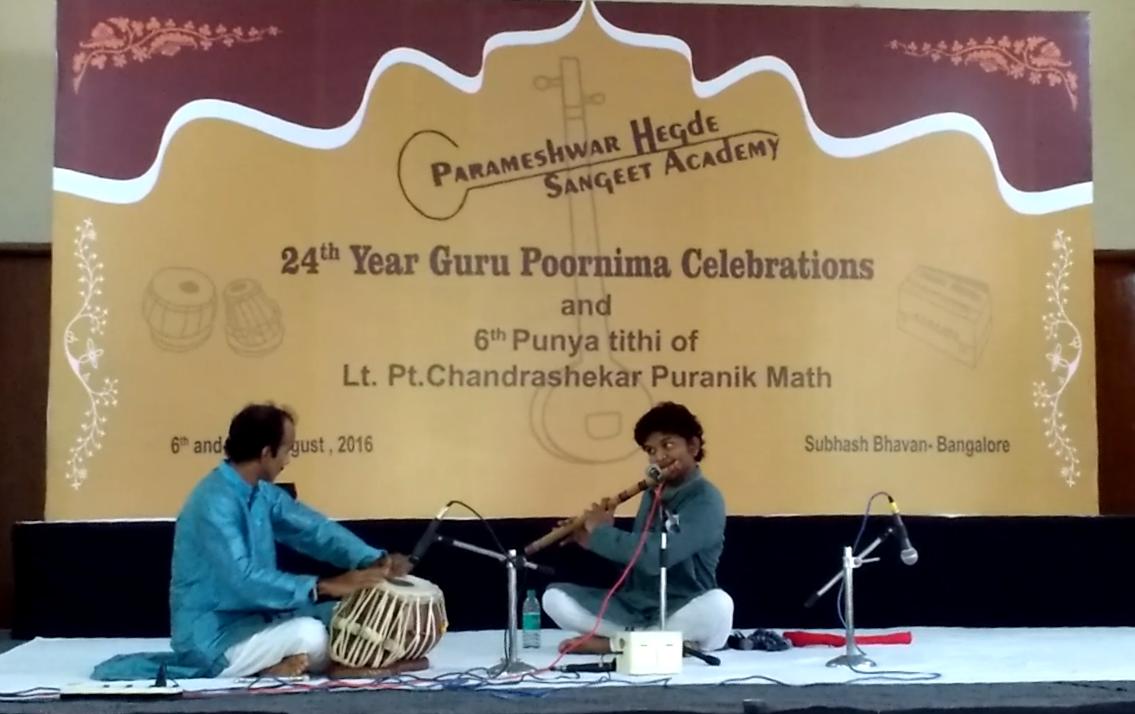 PARAMESHWAR HEGDE
SANGEET ACADEMY
24th Year Guru Poornima Celebrations
and
6th Punya tithi of
Lt. Pt.Chandrashekar Puranik Math
6th and , 2016
Subhash Bhavan- Bangalore